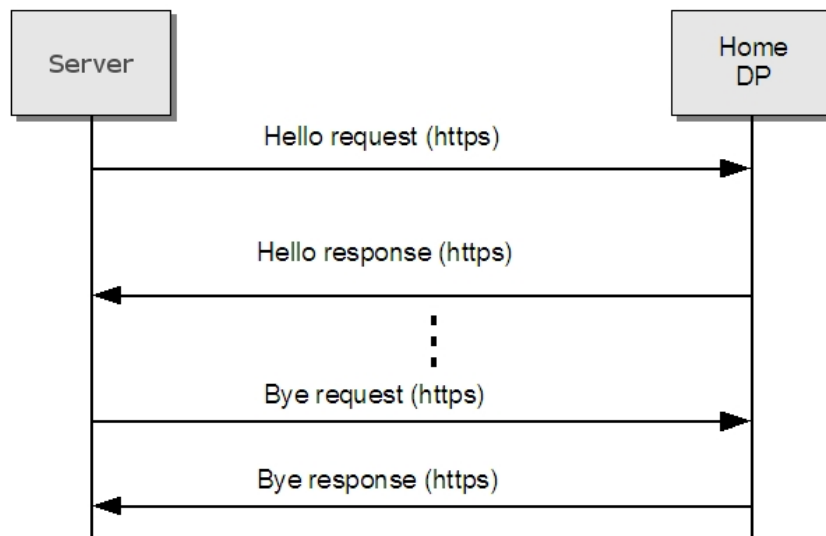 Server
Home
DP
Hello request (https)
Hello response (https)
Bye request (https)
Bye response (https)